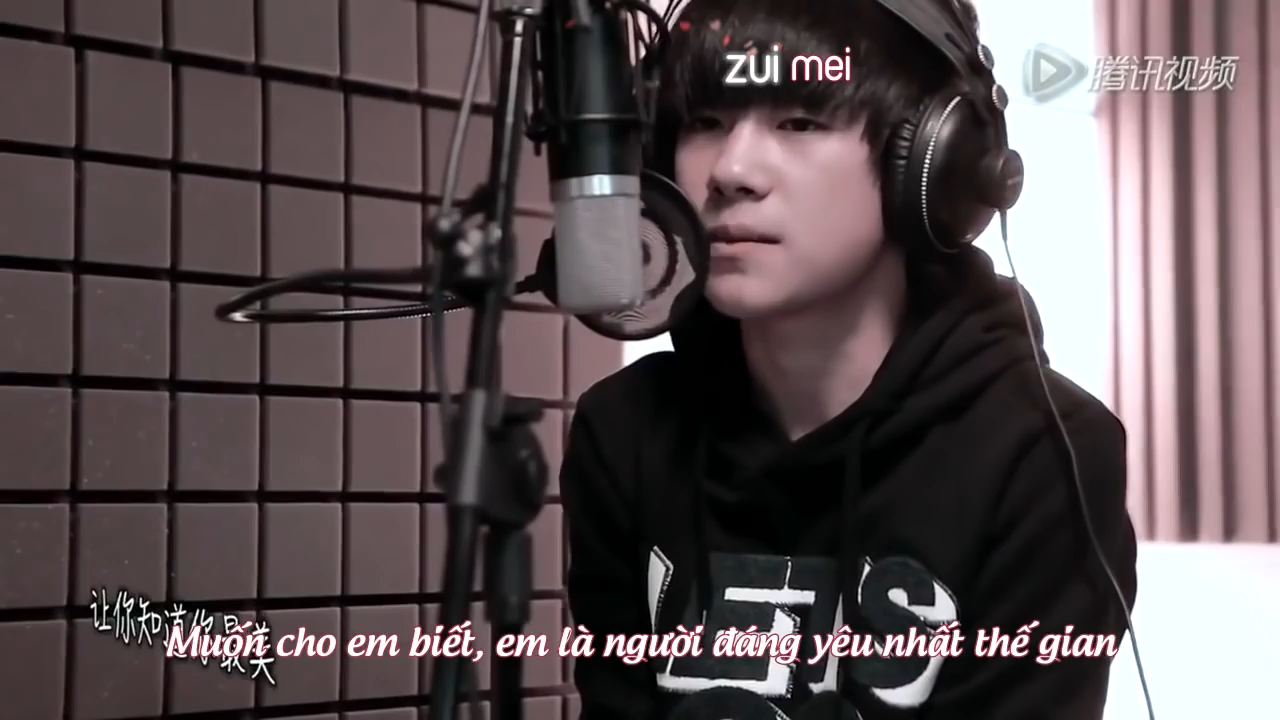 zui mei
腾讯视频
让你知道你最美
Muốn cho em biết, em là người đáng yêu nhất thế gian
LETS